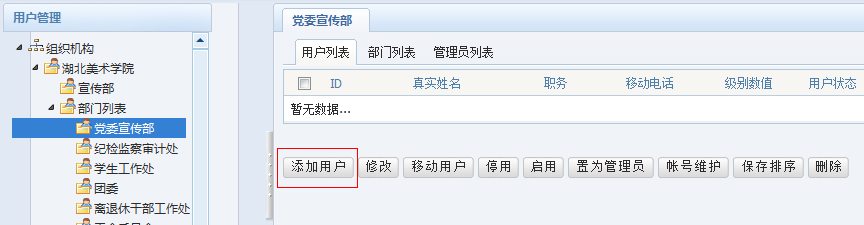 用户管理
组织机构
湖北美术学院
宣传部
部门列表
党委宣传部
纪检监察审计处
学生工作处
团委
离退休干部工作处
党委宣传部
用户列表 部门列表 管理员列表
ID 真实姓名 职务 移动电话 级别数值 用户状态
暂无数据...
添加用户 修改 移动用户 停用 启用 置为管理员 帐号维护 保存排序 删除